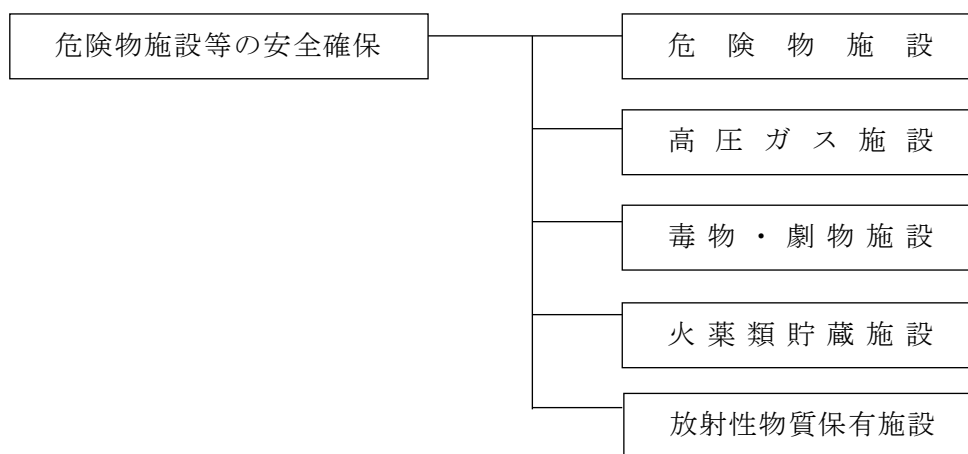 危険物施設等の安全確保
危険物施設
高圧ガス施設
毒物・劇物施設
火薬類貯蔵施設
放射性物質保有施設